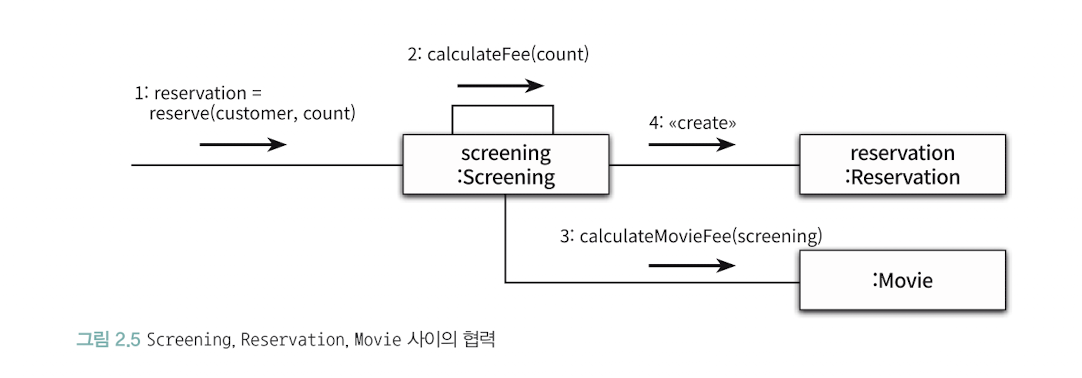 2: calculateFee(count)
1: reservation =
reserve(customer, count)
4: «create»
screening
:Screening
reservation
:Reservation
3: calculateMovieFee(screening)
:Movie
그림 2.5 Screening, Reservation, Movie 사이의 협력